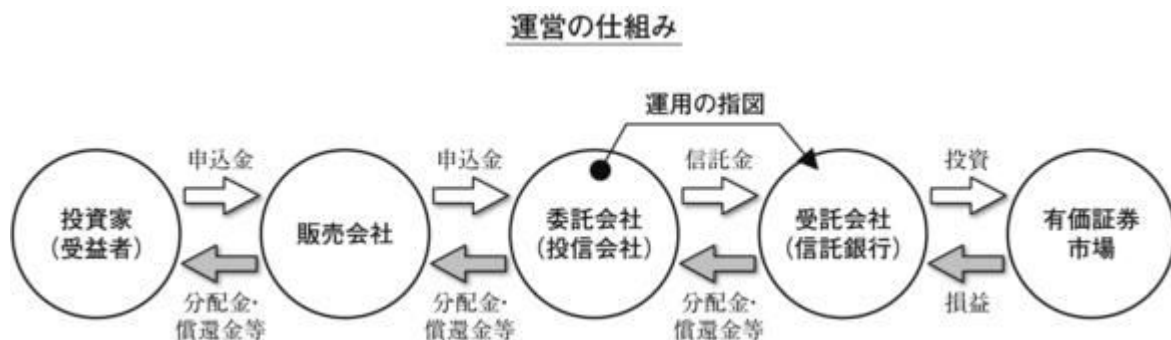 運営の仕組み
運用の指図
申込金
申込金
信託金
投資
投資家
（受益者）
販売会社
委託会社
（投信会社）
受託会社
（信託銀行）
有価証券
市場
分配金・
償還金等
分配金・
償還金等
分配金・
償還金等
損益